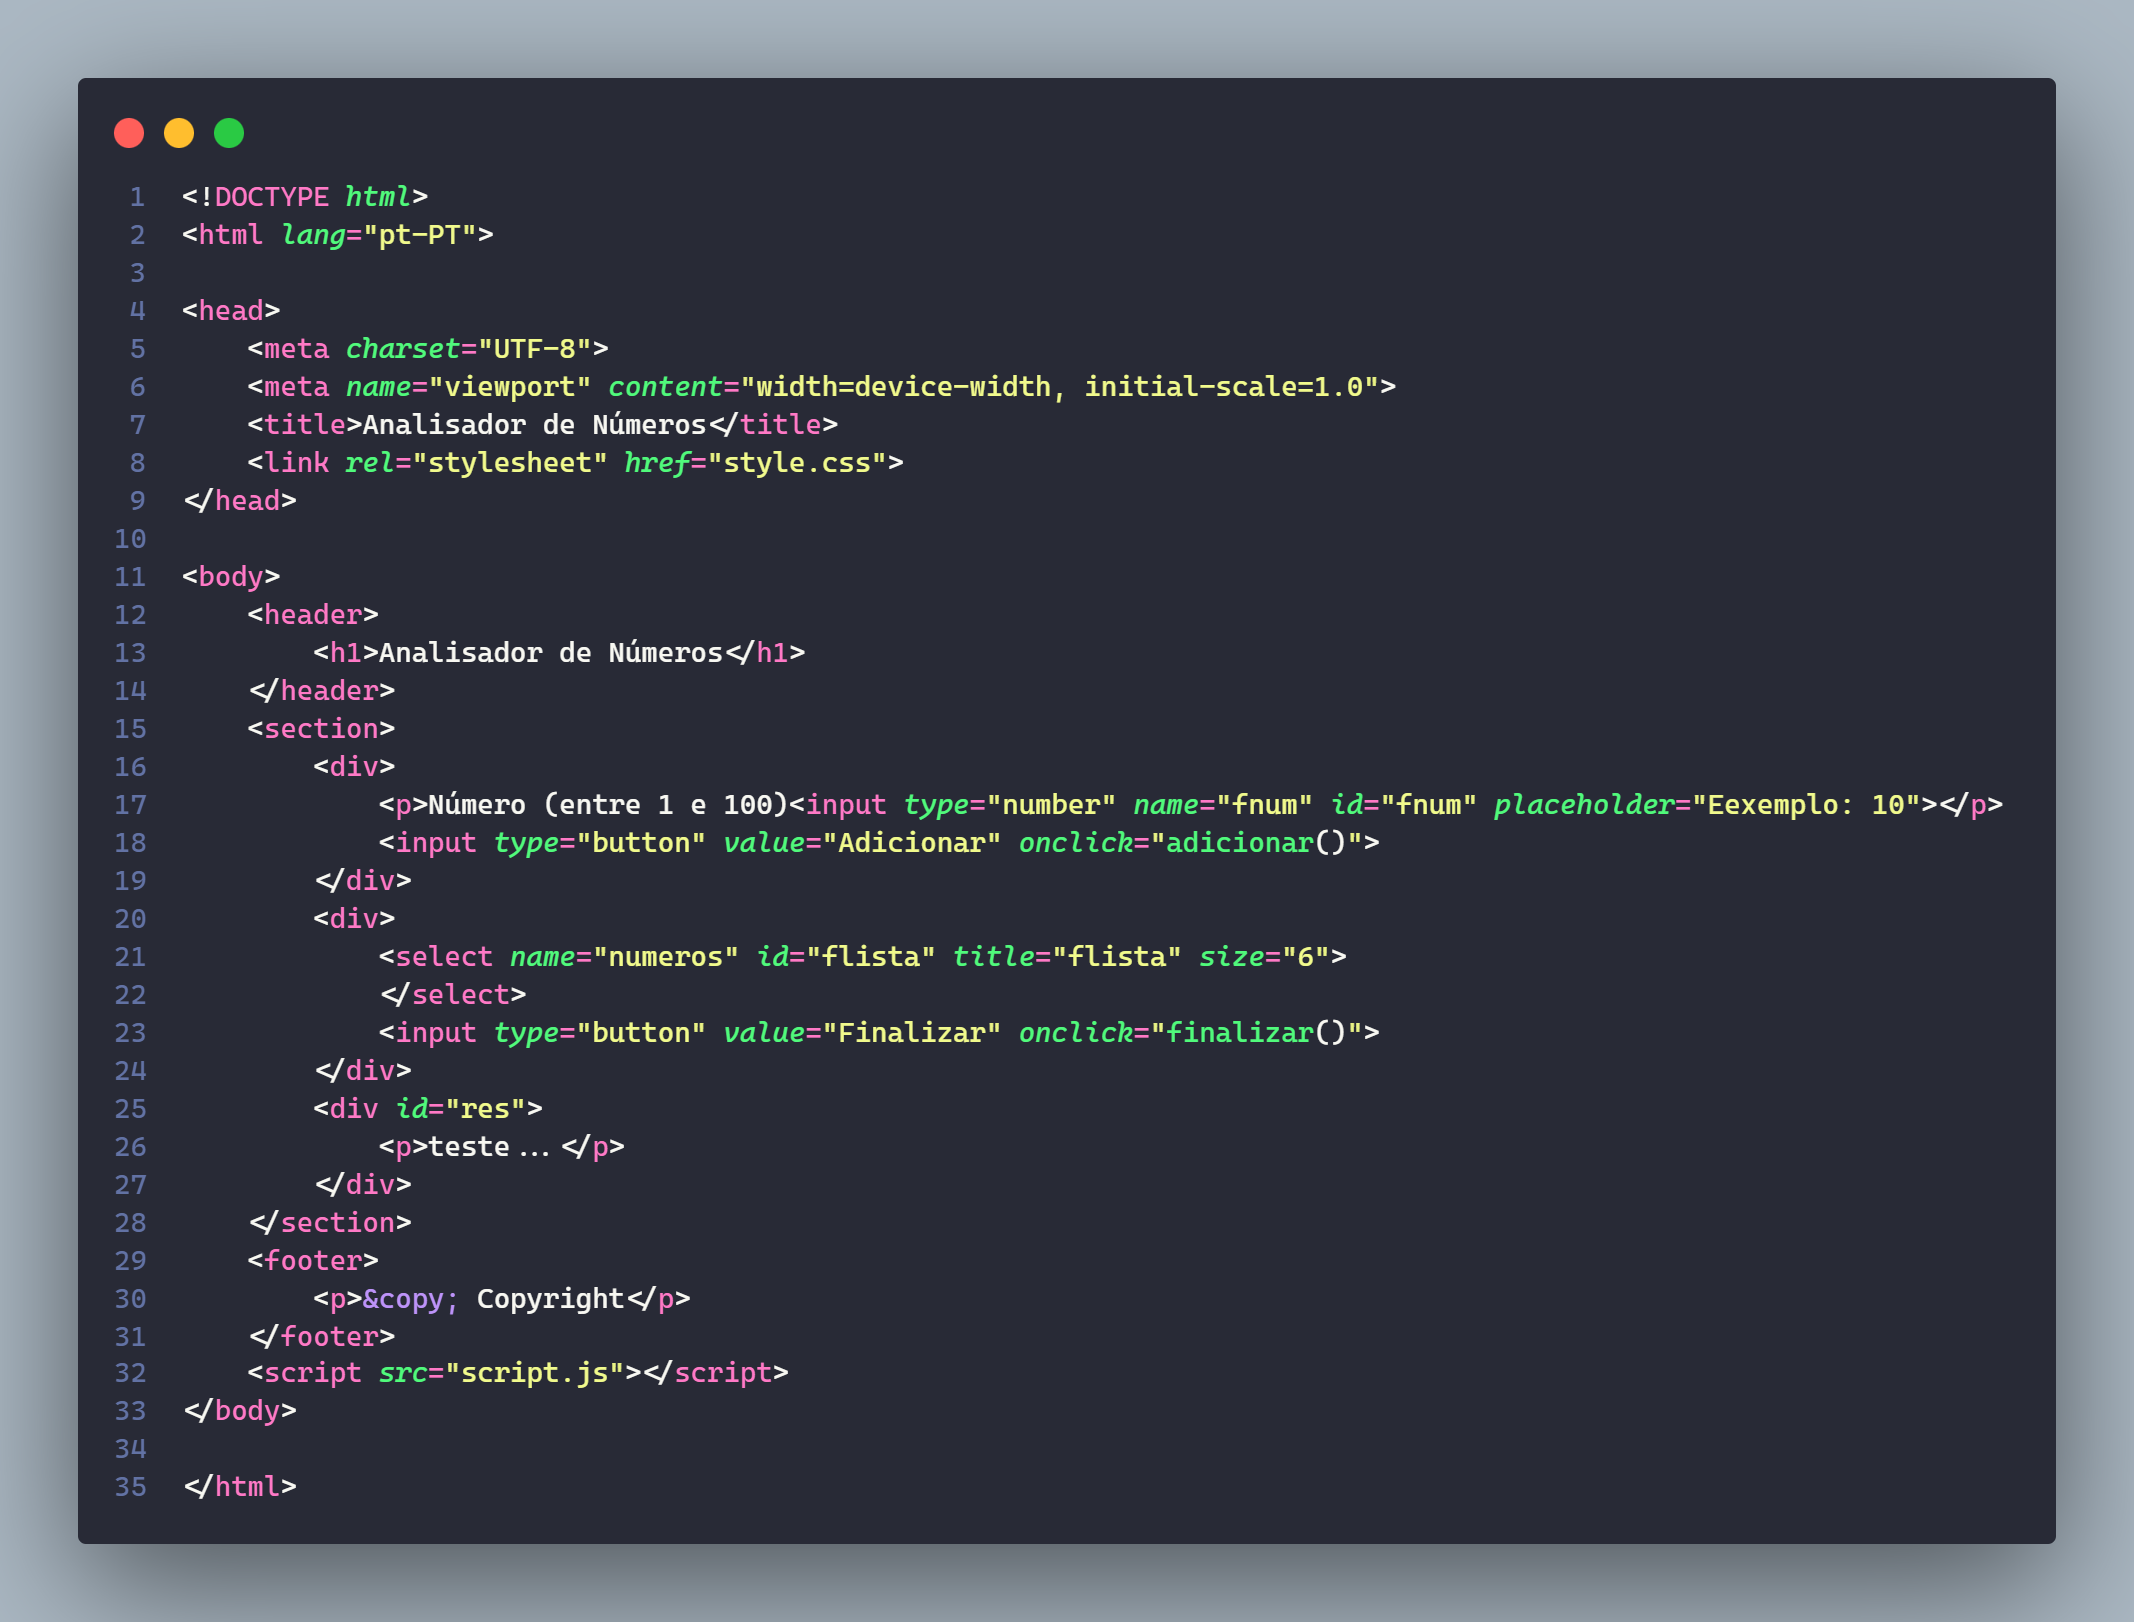 1 <!DOCTYPE html>
2 <html lang="pt-PT">
3
4 <head>
5     <meta charset="UTF-8">
6     <meta name="viewport" content="width=device-width, initial-scale=1.0">
7     <title>Analisador de Números</title>
8     <link rel="stylesheet" href="style.css">
9 </head>
10
11 <body>
12     <header>
13         <h1>Analisador de Números</h1>
14     </header>
15     <section>
16         <div>
17             <p>Número (entre 1 e 100)<input type="number" name="fnum" id="fnum" placeholder="Eexemplo: 10"></p>
18             <input type="button" value="Adicionar" onclick="adicionar()">
19         </div>
20         <div>
21             <select name="numeros" id="flista" title="flista" size="6">
22             </select>
23             <input type="button" value="Finalizar" onclick="finalizar()">
24         </div>
25         <div id="res">
26             <p>teste...</p>
27         </div>
28     </section>
29     <footer>
30         <p>&copy; Copyright</p>
31     </footer>
32     <script src="script.js"></script>
33 </body>
34
35 </html>